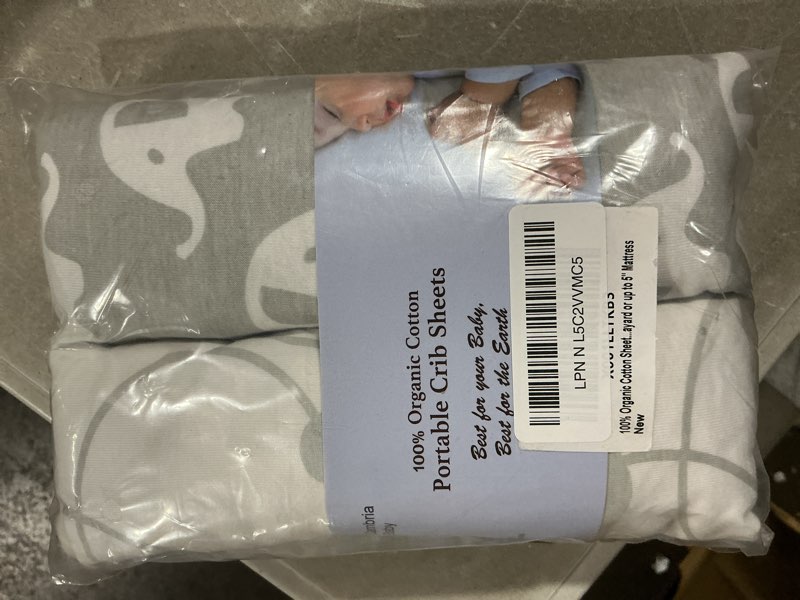 100% Organic Cotton
Portable Crib Sheets
Best for your Baby,
Best for the Earth
LPN N L5C2VVMC5
100% Organic Cotton Sheet...ayard or up to 5" Mattress
New